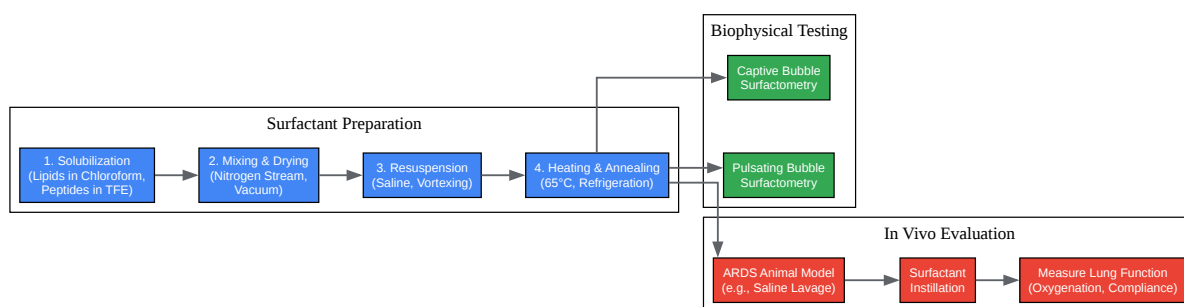 Biophysical Testing
Captive Bubble
Surfactometry
Surfactant Preparation
1. Solubilization
(Lipids in Chloroform,
Peptides in TFE)
2. Mixing & Drying
(Nitrogen Stream,
Vacuum)
3. Resuspension
(Saline, Vortexing)
4. Heating & Annealing
(65°C, Refrigeration)
Pulsating Bubble
Surfactometry
In Vivo Evaluation
ARDS Animal Model
(e.g., Saline Lavage)
Surfactant
Instillation
Measure Lung Function
(Oxygenation, Compliance)